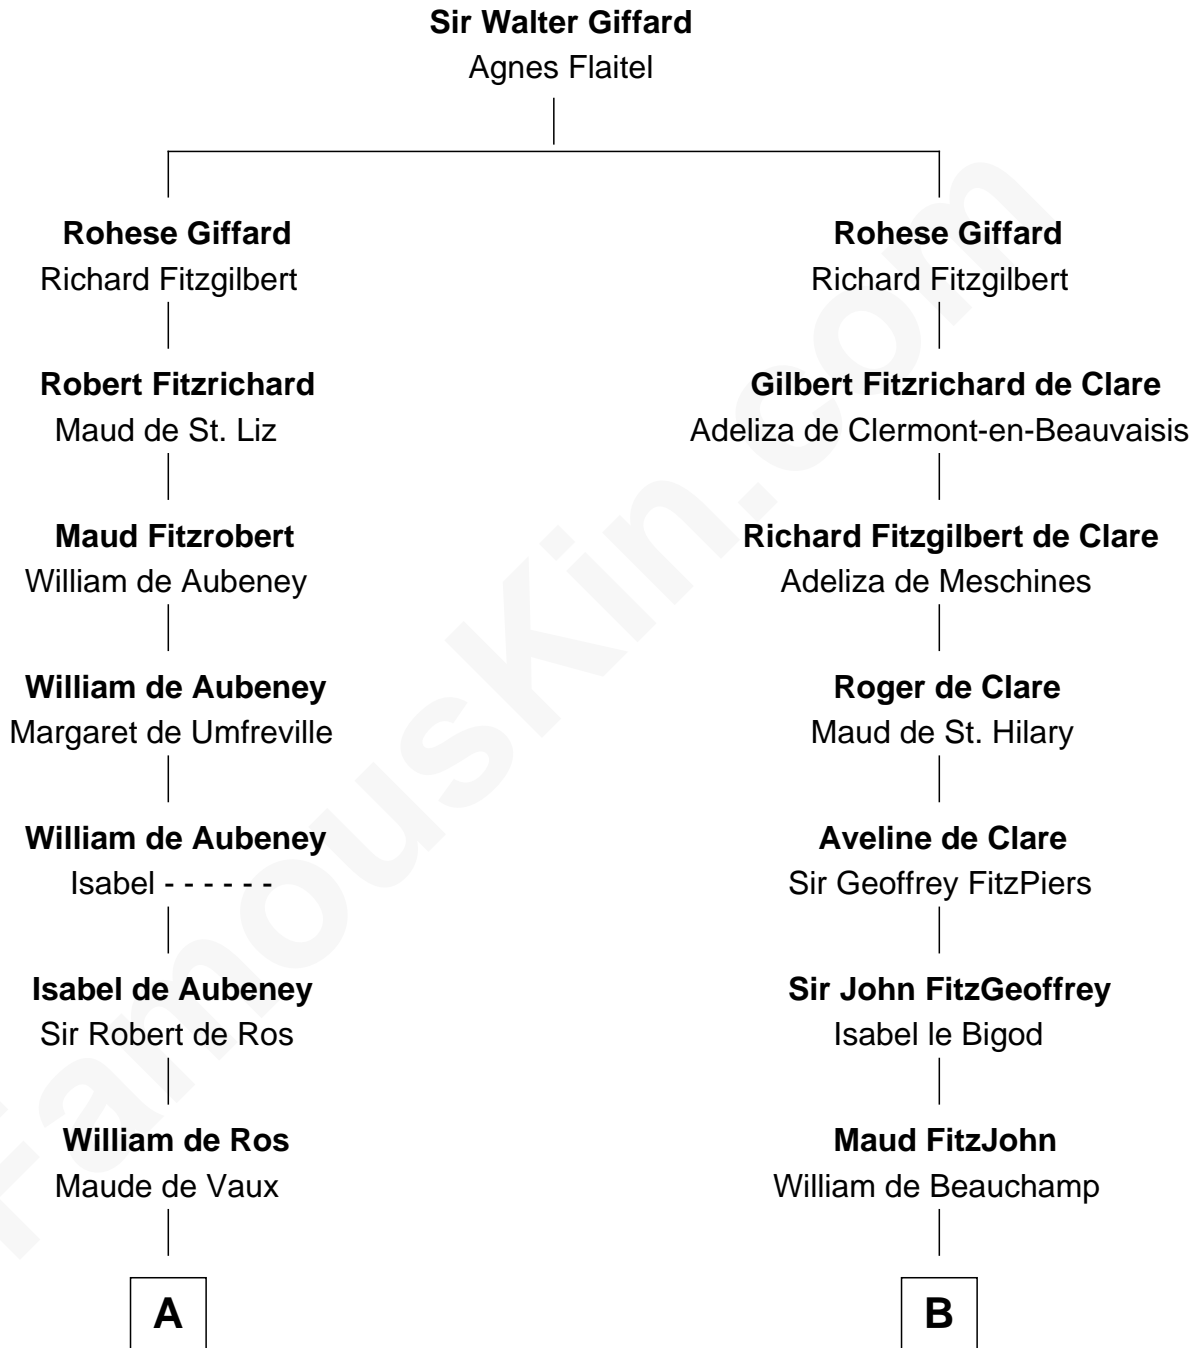 Sir Walter Giffard
Agnes Flaitel
Rohese Giffard
Richard Fitzgilbert
Robert Fitzrichard
Maud de St. Liz
Maud Fitzrobert
William de Aubeney
William de Aubeney
Margaret de Umfreville
William de Aubeney
Isabel - - - - - -
Isabel de Aubeney
Sir Robert de Ros
William de Ros
Maude de Vaux
A
Rohese Giffard
Richard Fitzgilbert
Gilbert Fitzrichard de Clare
Adeliza de Clermont-en-Beauvaisis
Richard Fitzgilbert de Clare
Adeliza de Meschines
Roger de Clare
Maud de St. Hilary
Aveline de Clare
Sir Geoffrey FitzPiers
Sir John FitzGeoffrey
Isabel le Bigod
Maud FitzJohn
William de Beauchamp
B
FamousKin.com